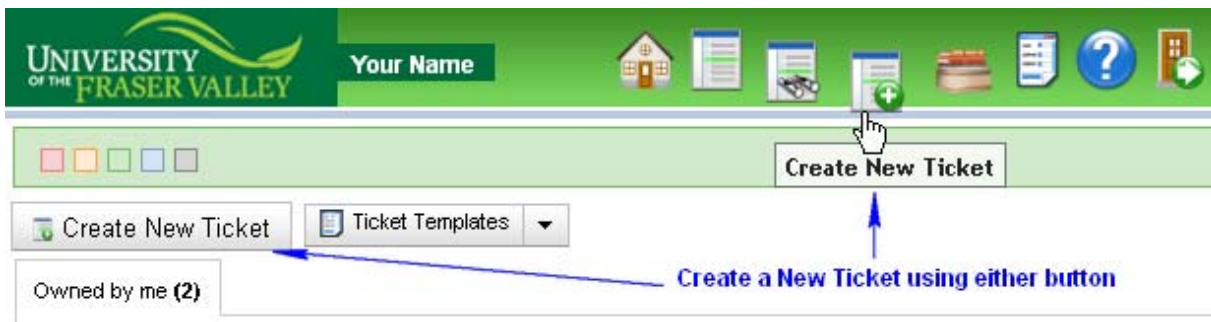 UNIVERSITY
OF THE FRASER VALLEY
Your Name
?
Create New Ticket
Create New Ticket
Ticket Templates
Create a New Ticket using either button
Owned by me (2)